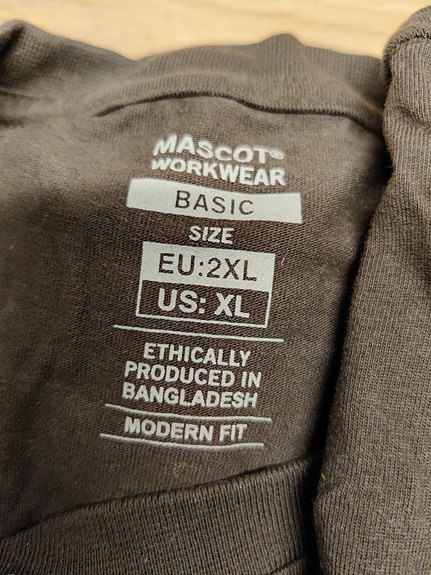 MASCOT®
WORKWEAR
BASIC
SIZE
EU:2XL
US: XL
ETHICALLY
PRODUCED IN
BANGLADESH
MODERN FIT